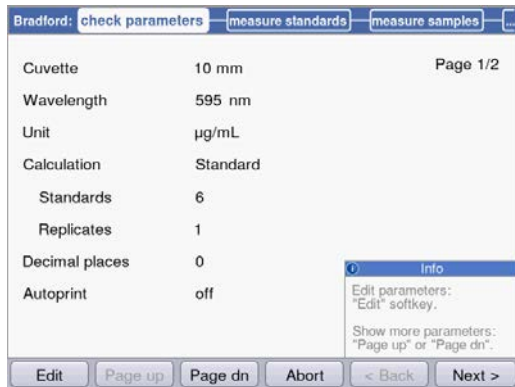 Bradford: check parameters measure standards measure samples ...
Cuvette 10 mm Page 1/2
Wavelength 595 nm
Unit µg/mL
Calculation Standard
Standards 6
Replicates 1
Decimal places 0
Autoprint off
Info
Edit parameters:
"Edit" softkey.
Show more parameters:
"Page up" or "Page dn".
Edit Page up Page dn Abort < Back Next >